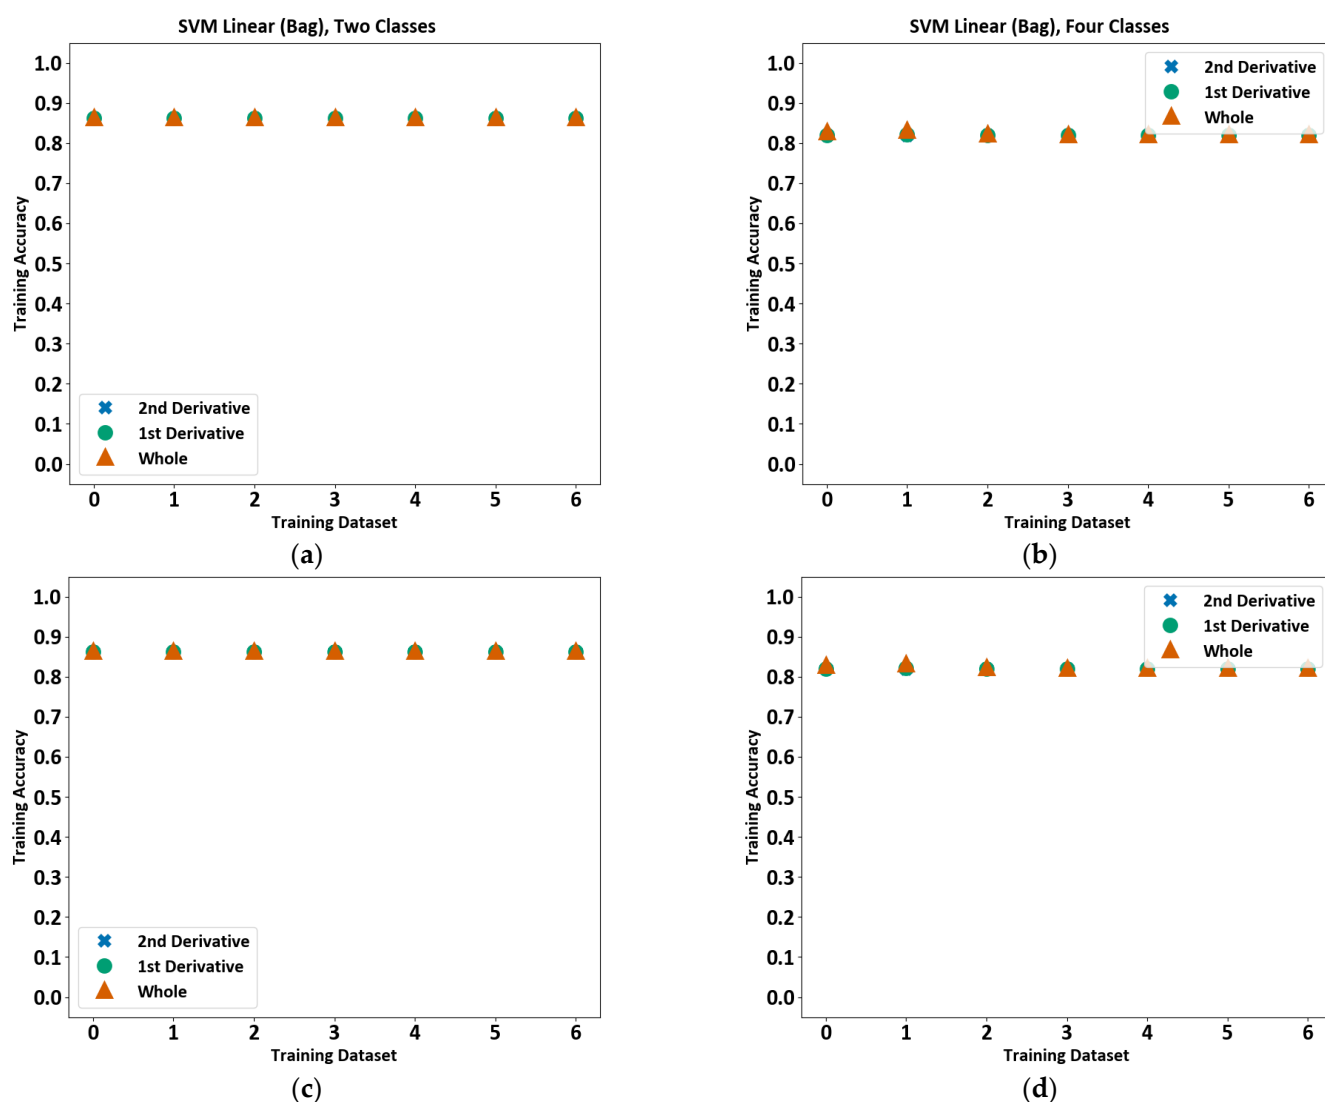 SVM Linear (Bag), Two Classes
1.0
0.9
0.8
0.7
0.6
0.5
0.4
0.3
0.2
0.1
0.0
Training Accuracy
2nd Derivative
1st Derivative
Whole
0 1 2 3 4 5 6
Training Dataset
(a)
SVM Linear (Bag), Four Classes
1.0
0.9
0.8
0.7
0.6
0.5
0.4
0.3
0.2
0.1
0.0
Training Accuracy
2nd Derivative
1st Derivative
Whole
0 1 2 3 4 5 6
Training Dataset
(b)
1.0
0.9
0.8
0.7
0.6
0.5
0.4
0.3
0.2
0.1
0.0
Training Accuracy
2nd Derivative
1st Derivative
Whole
0 1 2 3 4 5 6
Training Dataset
(c)
1.0
0.9
0.8
0.7
0.6
0.5
0.4
0.3
0.2
0.1
0.0
Training Accuracy
2nd Derivative
1st Derivative
Whole
0 1 2 3 4 5 6
Training Dataset
(d)